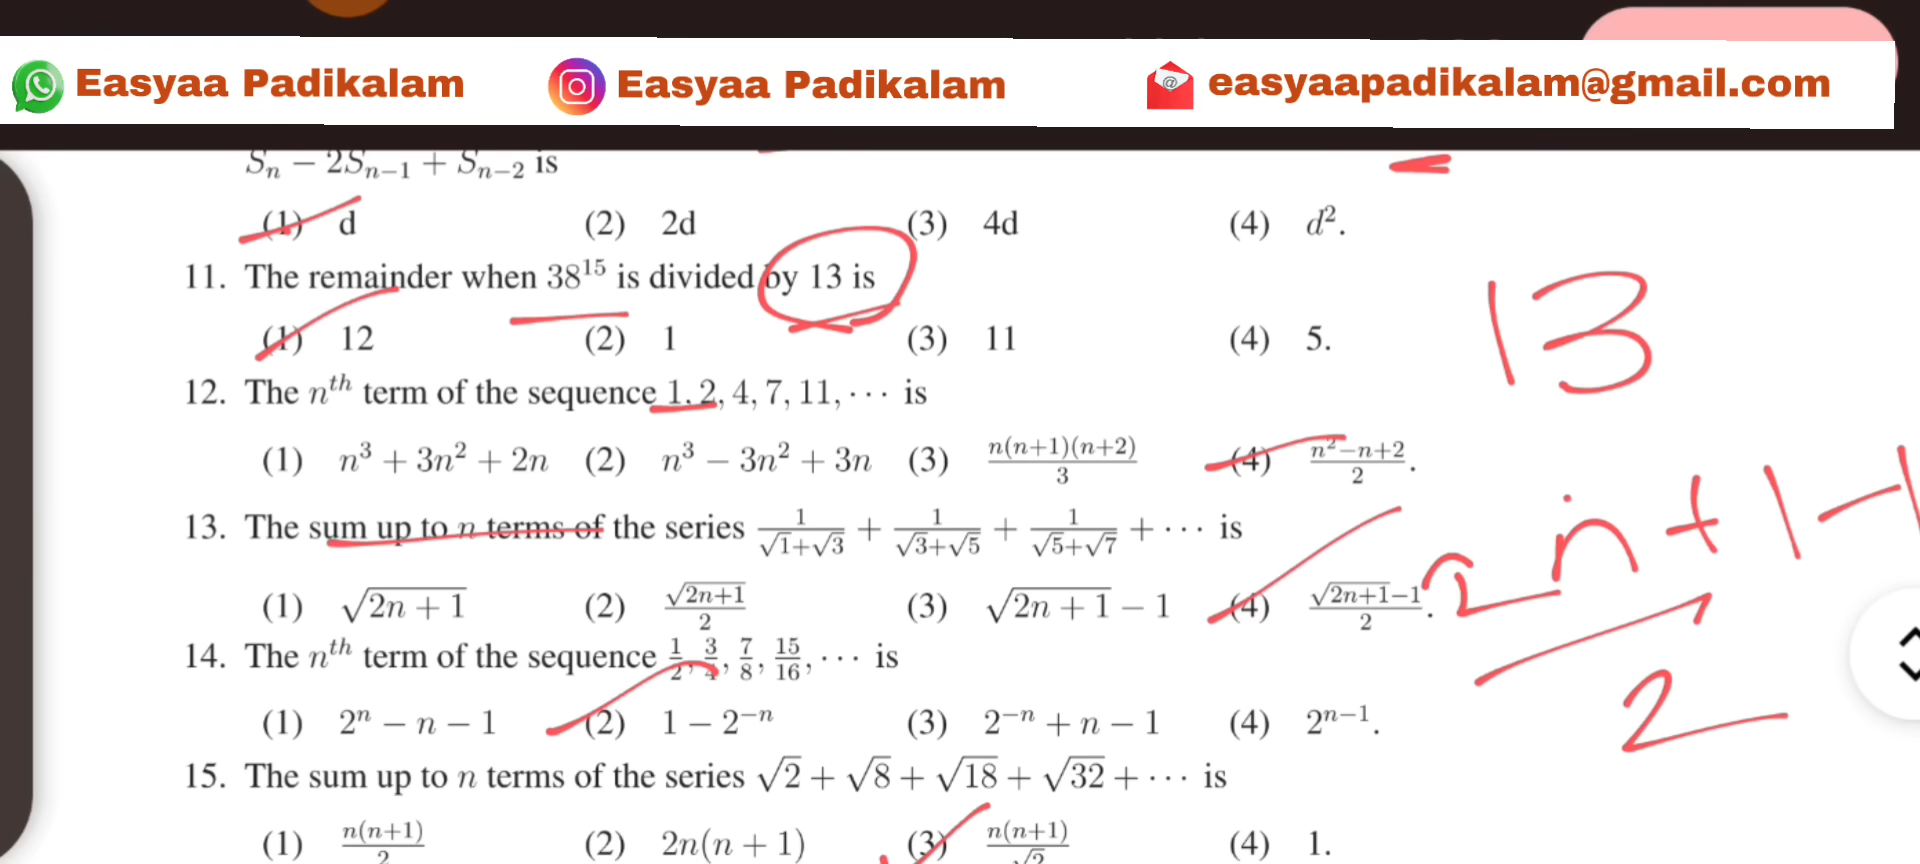 Easyaa Padikalam Easyaa Padikalam easyaapadikalam@gmail.com
Sₙ − 2Sₙ₋₁ + Sₙ₋₂ is
(1) d (2) 2d (3) 4d (4) d².
11. The remainder when 38¹⁵ is divided by 13 is
(1) 12 (2) 1 (3) 11 (4) 5.
13
12. The nᵗʰ term of the sequence 1, 2, 4, 7, 11, ⋯ is
(1) n³ + 3n² + 2n (2) n³ − 3n² + 3n (3) n(n+1)(n+2)/3 (4) n²−n+2/2.
13. The sum up to n terms of the series 1/√1+√3 + 1/√3+√5 + 1/√5+√7 + ⋯ is
(1) √2n + 1 (2) √2n+1/2 (3) √2n + 1 − 1 (4) √2n+1−1/2.
2n+1-1
2
14. The nᵗʰ term of the sequence 1/2, 3/4, 7/8, 15/16, ⋯ is
(1) 2ⁿ − n − 1 (2) 1 − 2⁻ⁿ (3) 2⁻ⁿ + n − 1 (4) 2ⁿ⁻¹.
15. The sum up to n terms of the series √2 + √8 + √18 + √32 + ⋯ is
(1) n(n+1)/2 (2) 2n(n + 1) (3) n(n+1)/√2 (4) 1.